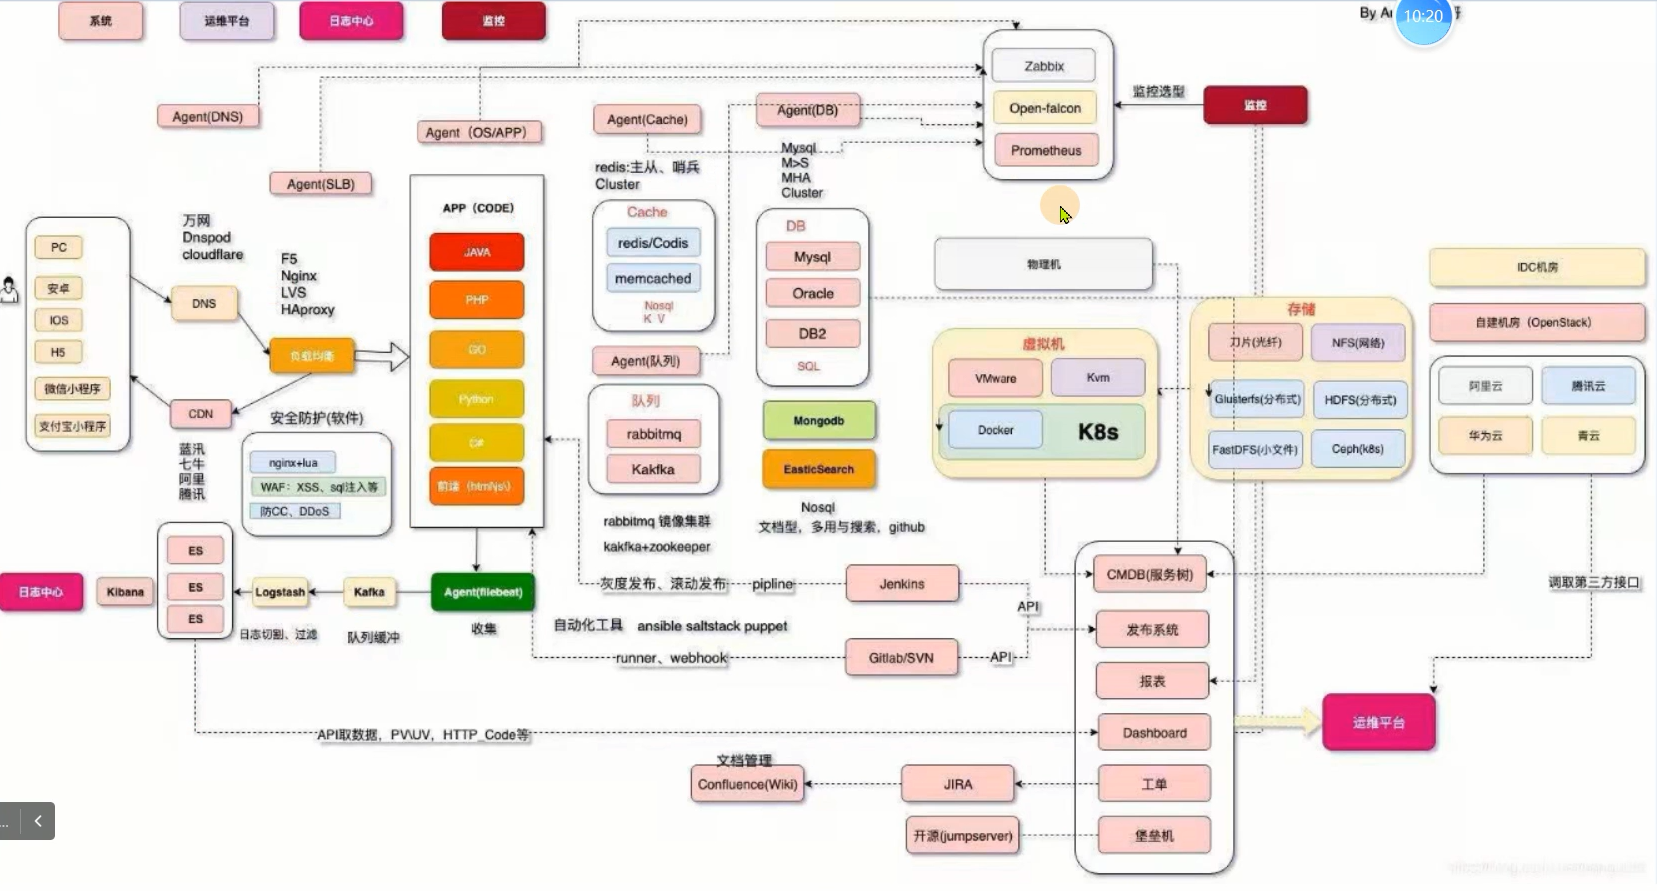 系统
运维平台
日志中心
监控
10:20
Zabbix
Open-falcon
Prometheus
监控选型
监控
Agent(DNS)
Agent（OS/APP）
Agent(Cache)
Agent(DB)
Agent(SLB)
Mysql
M>S
MHA
Cluster
redis:主从、哨兵
Cluster
PC
安卓
IOS
H5
微信小程序
支付宝小程序
万网
Dnspod
cloudflare
F5
Nginx
LVS
HAproxy
DNS
负载均衡
CDN
蓝汛
七牛
阿里
腾讯
安全防护(软件)
nginx+lua
WAF：XSS、sql注入等
防CC、DDoS
APP（CODE）
JAVA
PHP
GO
Python
C#
前端（html\js\）
Cache
redis/Codis
memcached
Nosql
K V
Agent(队列)
队列
rabbitmq
Kakfka
rabbitmq 镜像集群
kakfka+zookeeper
DB
Mysql
Oracle
DB2
SQL
Mongodb
EasticSearch
Nosql
文档型，多用与搜索，github
物理机
虚拟机
VMware
Kvm
Docker
K8s
存储
刀片(光纤)
NFS(网络)
Glusterfs(分布式)
HDFS(分布式)
FastDFS(小文件)
Ceph(k8s)
IDC机房
自建机房（OpenStack）
阿里云
腾讯云
华为云
青云
日志中心
Kibana
ES
ES
ES
Logstash
Kafka
Agent(filebeat)
日志切割、过滤
队列缓冲
收集
灰度发布、滚动发布
pipline
Jenkins
API
自动化工具 ansible saltstack puppet
runner、webhook
Gitlab/SVN
API
API取数据，PV\UV，HTTP_Code等
CMDB(服务树)
发布系统
报表
Dashboard
工单
堡垒机
调取第三方接口
运维平台
文档管理
Confluence(Wiki)
JIRA
开源(jumpserver)